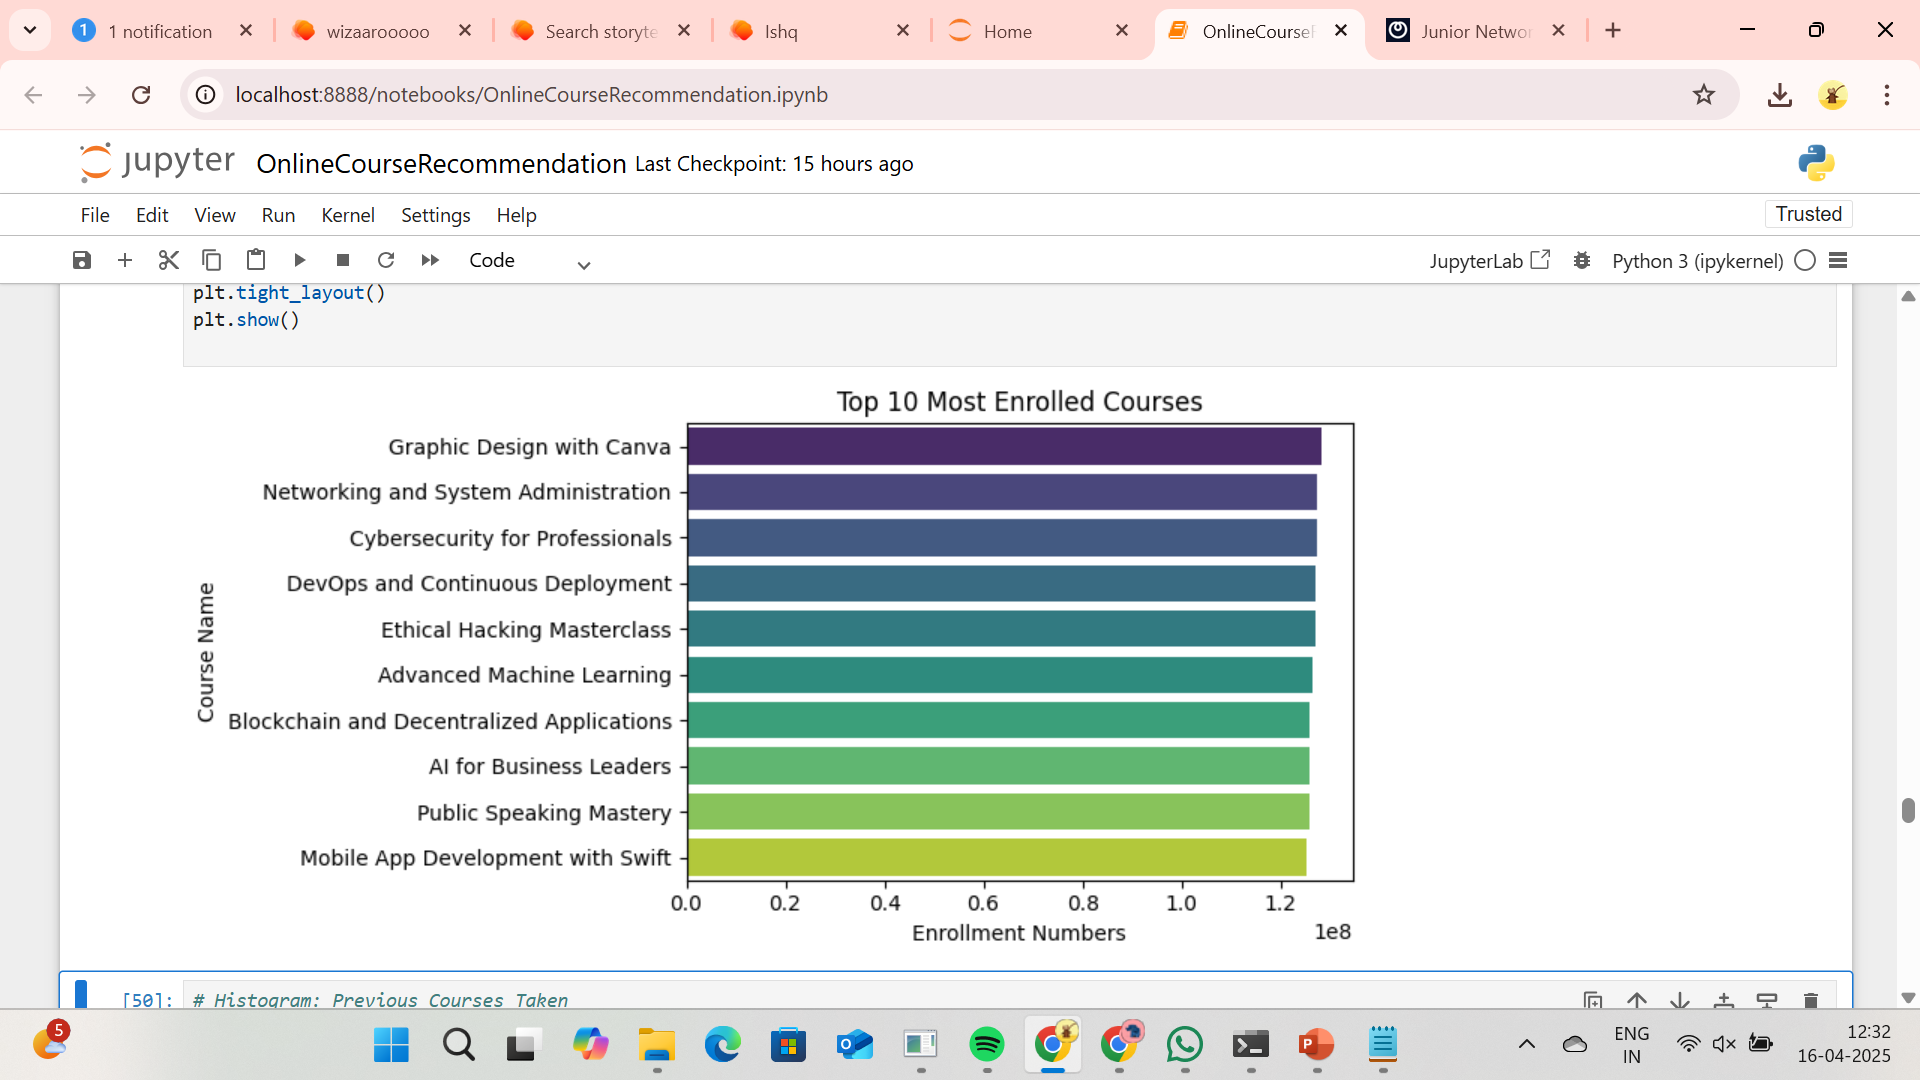 1 notification
wizaarooooo
Search storyte
Ishq
Home
OnlineCourseF
Junior Networ
localhost:8888/notebooks/OnlineCourseRecommendation.ipynb
jupyter OnlineCourseRecommendation Last Checkpoint: 15 hours ago
File Edit View Run Kernel Settings Help
Trusted
Code
JupyterLab
Python 3 (ipykernel)
plt.tight_layout()
plt.show()
Top 10 Most Enrolled Courses
Graphic Design with Canva
Networking and System Administration
Cybersecurity for Professionals
DevOps and Continuous Deployment
Ethical Hacking Masterclass
Advanced Machine Learning
Blockchain and Decentralized Applications
AI for Business Leaders
Public Speaking Mastery
Mobile App Development with Swift
Course Name
0.0 0.2 0.4 0.6 0.8 1.0 1.2
Enrollment Numbers
1e8
[50]: # Histogram: Previous Courses Taken
5
ENG
IN
12:32
16-04-2025